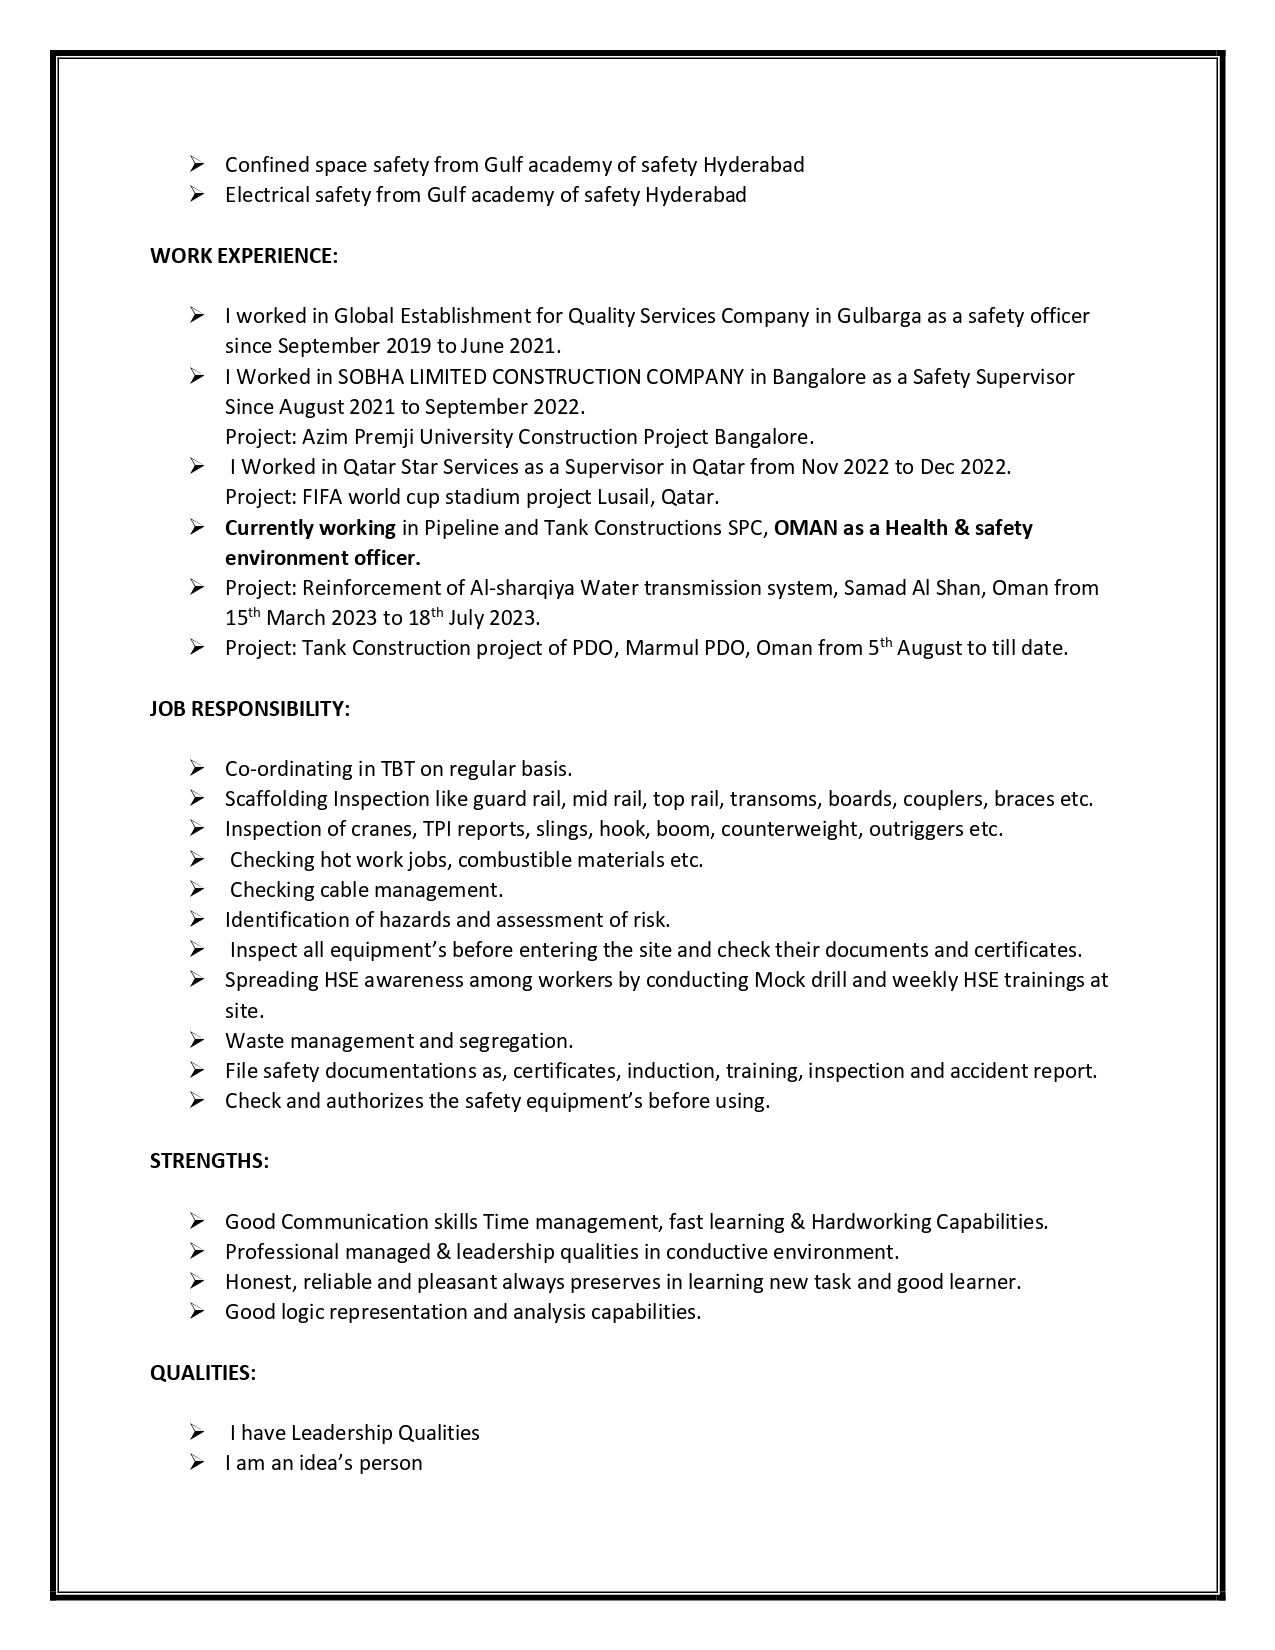 Confined space safety from Gulf academy of safety Hyderabad
Electrical safety from Gulf academy of safety Hyderabad
WORK EXPERIENCE:
I worked in Global Establishment for Quality Services Company in Gulbarga as a safety officer
since September 2019 to June 2021.
I Worked in SOBHA LIMITED CONSTRUCTION COMPANY in Bangalore as a Safety Supervisor
Since August 2021 to September 2022.
Project: Azim Premji University Construction Project Bangalore.
I Worked in Qatar Star Services as a Supervisor in Qatar from Nov 2022 to Dec 2022.
Project: FIFA world cup stadium project Lusail, Qatar.
Currently working in Pipeline and Tank Constructions SPC, OMAN as a Health & safety
environment officer.
Project: Reinforcement of Al-sharqiya Water transmission system, Samad Al Shan, Oman from
15th March 2023 to 18th July 2023.
Project: Tank Construction project of PDO, Marmul PDO, Oman from 5th August to till date.
JOB RESPONSIBILITY:
Co-ordinating in TBT on regular basis.
Scaffolding Inspection like guard rail, mid rail, top rail, transoms, boards, couplers, braces etc.
Inspection of cranes, TPI reports, slings, hook, boom, counterweight, outriggers etc.
Checking hot work jobs, combustible materials etc.
Checking cable management.
Identification of hazards and assessment of risk.
Inspect all equipment’s before entering the site and check their documents and certificates.
Spreading HSE awareness among workers by conducting Mock drill and weekly HSE trainings at
site.
Waste management and segregation.
File safety documentations as, certificates, induction, training, inspection and accident report.
Check and authorizes the safety equipment’s before using.
STRENGTHS:
Good Communication skills Time management, fast learning & Hardworking Capabilities.
Professional managed & leadership qualities in conductive environment.
Honest, reliable and pleasant always preserves in learning new task and good learner.
Good logic representation and analysis capabilities.
QUALITIES:
I have Leadership Qualities
I am an idea’s person